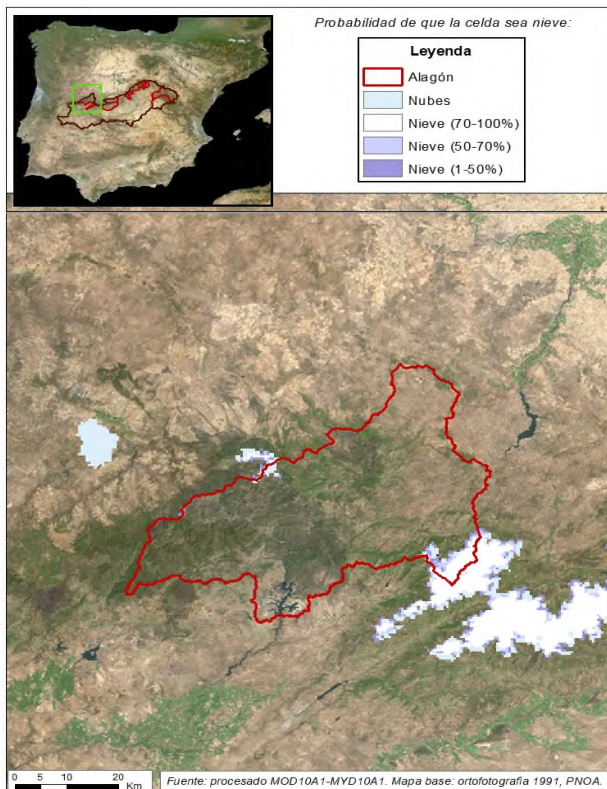 Probabilidad de que la celda sea nieve:
Leyenda
Alagón
Nubes
Nieve (70-100%)
Nieve (50-70%)
Nieve (1-50%)
0 5 10 20
Km
Fuente: procesado MOD10A1-MYD10A1. Mapa base: ortofotografia 1991, PNOA.